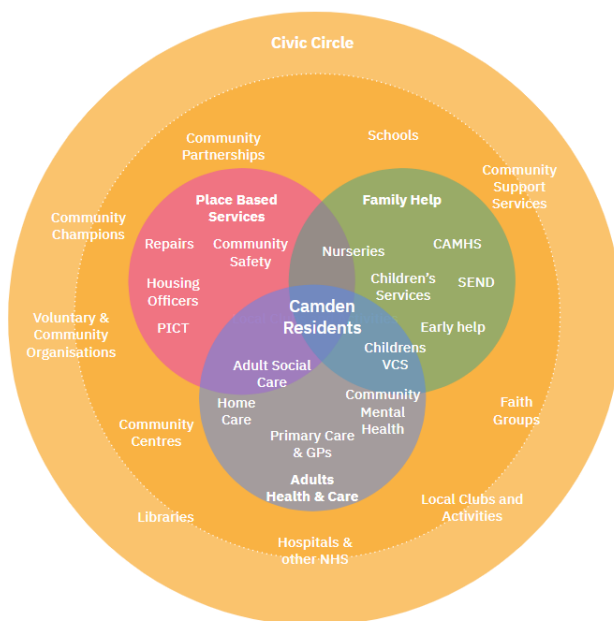 Civic Circle
Schools
Community
Partnerships
Community
Support
Services
Place Based
Services
Family Help
Community
Champions
Repairs
Community
Safety
Nurseries
CAMHS
Housing
Officers
Children's
Services
SEND
PICT
Camden
Residents
Early help
Voluntary &
Community
Organisations
Childrens
VCS
Adult Social
Care
Home
Care
Community
Mental
Health
Faith
Groups
Community
Centres
Primary Care
& GPs
Adults
Health & Care
Local Clubs and
Activities
Libraries
Hospitals &
other NHS